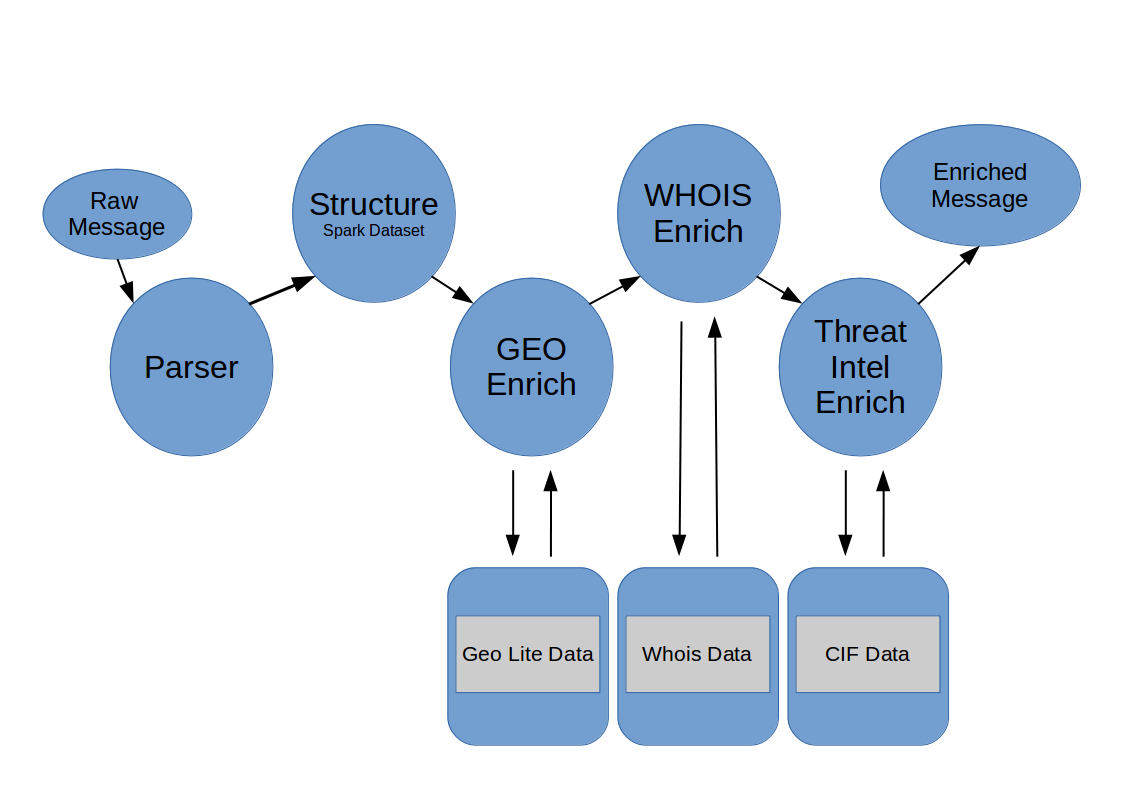 Raw
Message
Parser
Structure
Spark Dataset
GEO
Enrich
WHOIS
Enrich
Threat
Intel
Enrich
Enriched
Message
Geo Lite Data
Whois Data
CIF Data